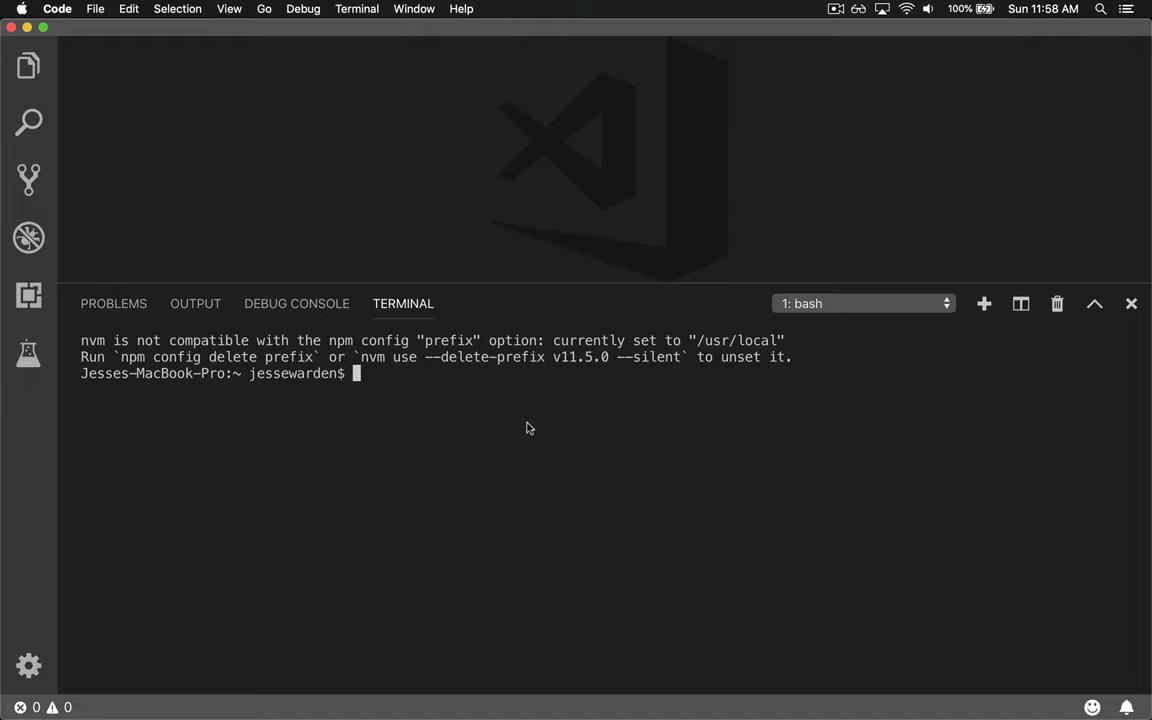 Code File Edit Selection View Go Debug Terminal Window Help 100% Sun 11:58 AM
PROBLEMS OUTPUT DEBUG CONSOLE TERMINAL 1: bash
nvm is not compatible with the npm config "prefix" option: currently set to "/usr/local"
Run `npm config delete prefix` or `nvm use --delete-prefix v11.5.0 --silent` to unset it.
Jesses-MacBook-Pro:~ jessewarden$
0 0